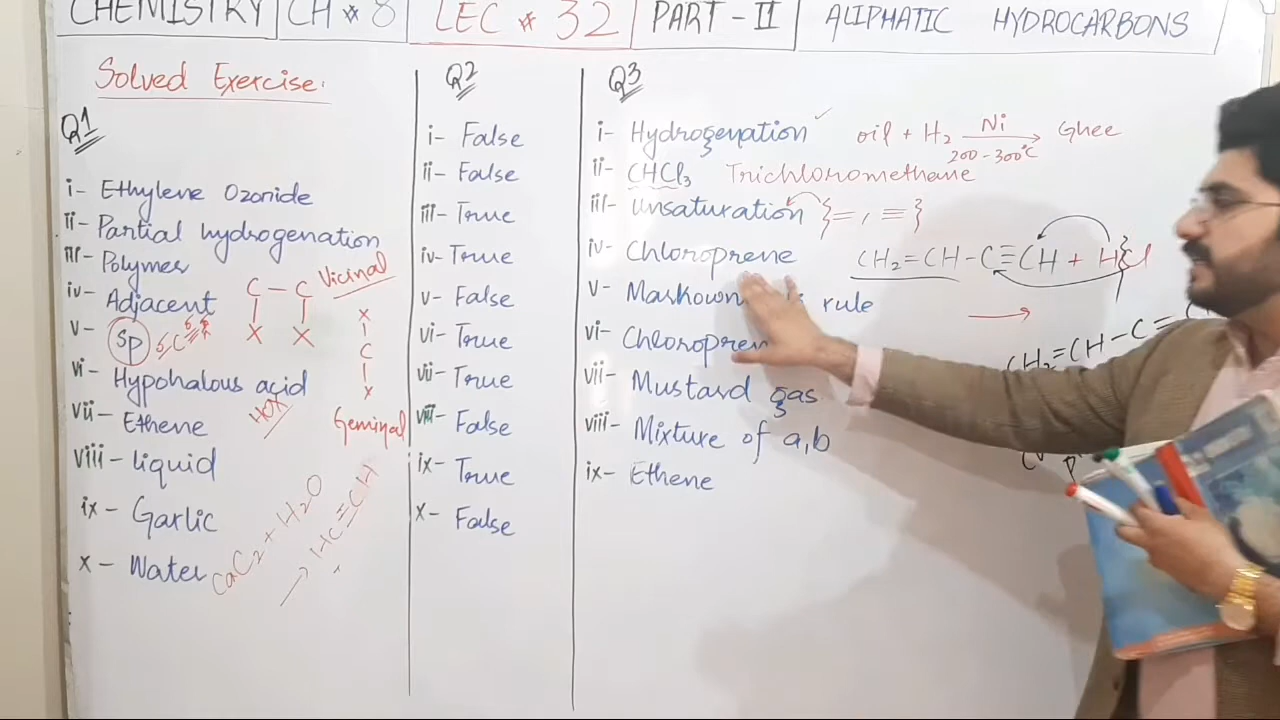 CHEMISTRY CH # 8 LEC # 32 PART - II ALIPHATIC HYDROCARBONS
Solved Exercise.
Q1
i- Ethylene Ozonide
ii- Partial hydrogenation
iii- Polymer
iv- Adjacent
v- Sp
vi- Hypohalous acid
vii- Ethene
viii- liquid
ix- Garlic
x- Water
C - C
X X
Vicinal
X
C
X
Geminal
HOX
CaC2 + H2O
→ HC≡CH
Q2
i- False
ii- False
iii- True
iv- True
v- False
vi- True
vii- True
viii- False
ix- True
x- False
Q3
i- Hydrogenation ✓ oil + H2 Ni → Ghee
200-300°C
ii- CHCl3 Trichloromethane
iii- Unsaturation {=, ≡}
iv- Chloroprene CH2=CH-C≡CH + HCl
→
v- rule
CH2=CH-C=
vii- Mustard gas
viii- Mixture of a,b
ix- Ethene